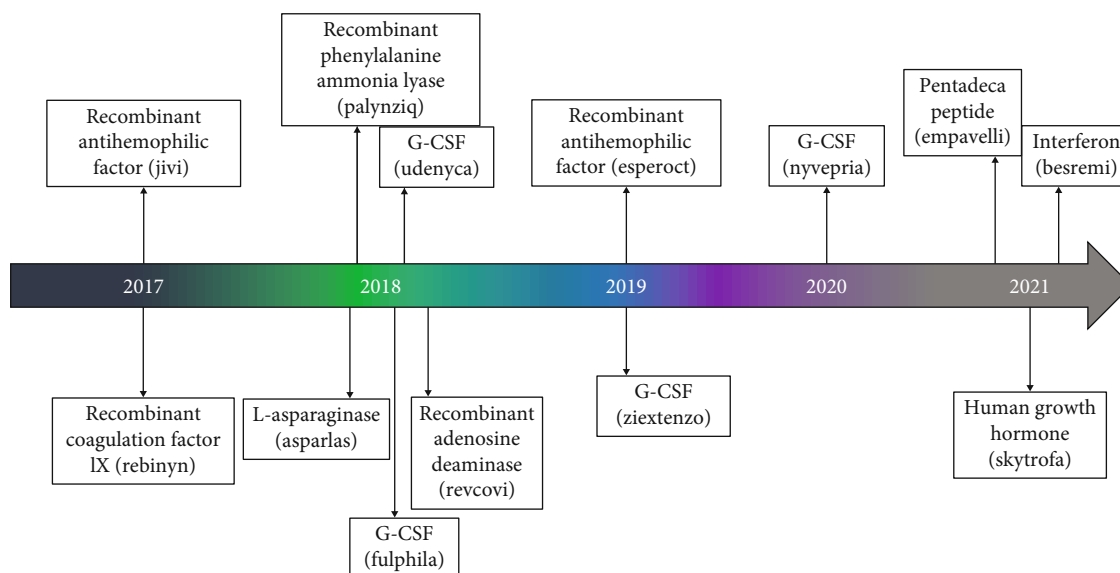 Recombinant
phenylalanine
ammonia lyase
(palynziq)
Recombinant
antihemophilic
factor (jivi)
G-CSF
(udenyca)
Recombinant
antihemophilic
factor (esperoct)
G-CSF
(nyvepria)
Pentadeca
peptide
(empavelli)
Interferon
(besremi)
2017
2018
2019
2020
2021
Recombinant
coagulation factor
lX (rebinyn)
L-asparaginase
(asparlas)
G-CSF
(fulphila)
Recombinant
adenosine
deaminase
(revcovi)
G-CSF
(ziextenzo)
Human growth
hormone
(skytrofa)